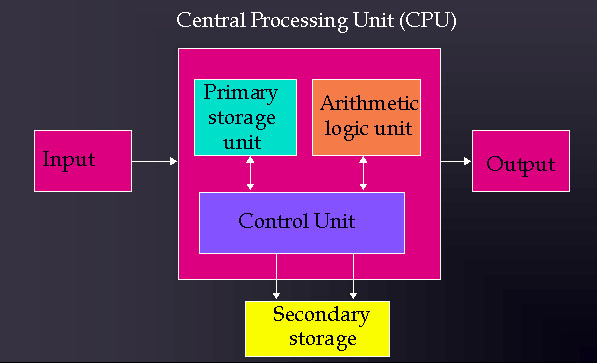 Central Processing Unit (CPU)
Primary
storage
unit
Arithmetic
logic unit
Input
Output
Control Unit
Secondary
storage